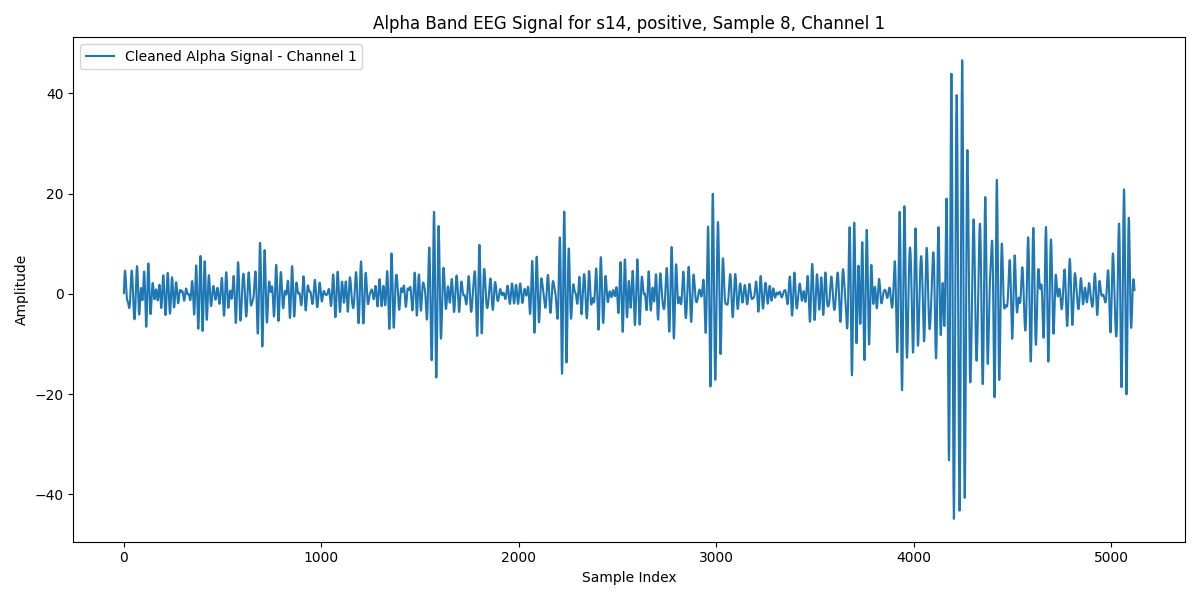 Alpha Band EEG Signal for s14, positive, Sample 8, Channel 1
Cleaned Alpha Signal - Channel 1
Amplitude
40
20
0
−20
−40
0 1000 2000 3000 4000 5000
Sample Index